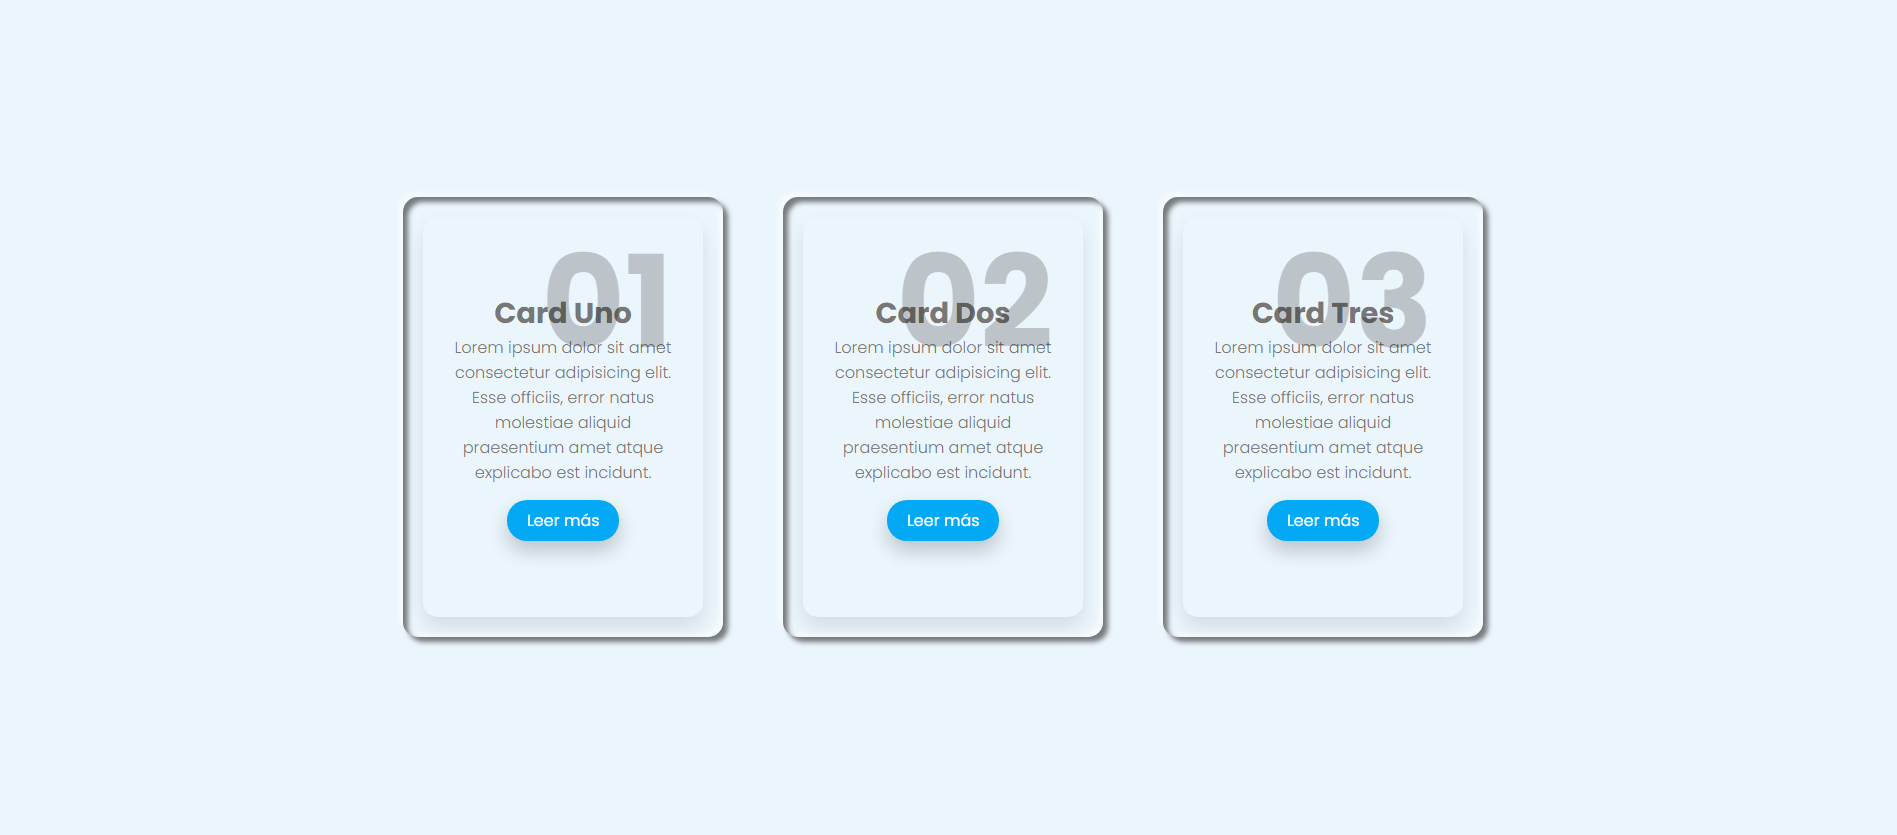 01
Card Uno
Lorem ipsum dolor sit amet
consectetur adipisicing elit.
Esse officiis, error natus
molestiae aliquid
praesentium amet atque
explicabo est incidunt.
Leer más
02
Card Dos
Lorem ipsum dolor sit amet
consectetur adipisicing elit.
Esse officiis, error natus
molestiae aliquid
praesentium amet atque
explicabo est incidunt.
Leer más
03
Card Tres
Lorem ipsum dolor sit amet
consectetur adipisicing elit.
Esse officiis, error natus
molestiae aliquid
praesentium amet atque
explicabo est incidunt.
Leer más